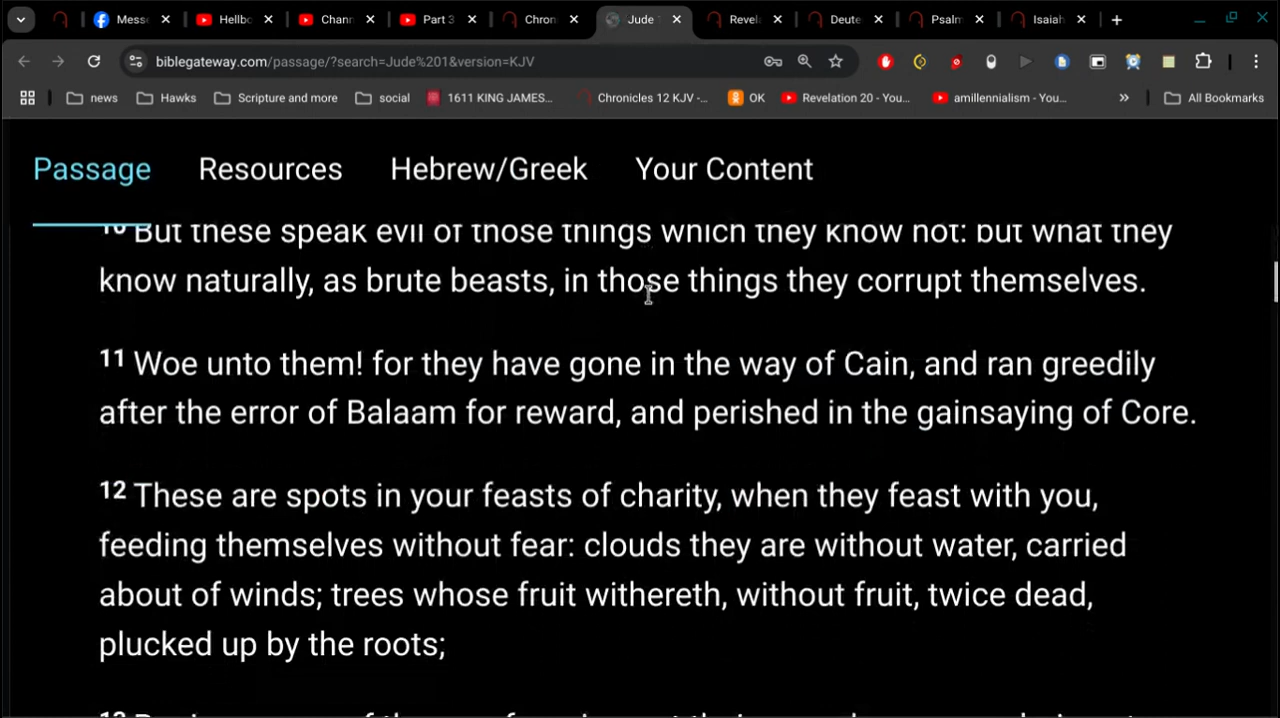 Mess
Hellbo
Chann
Part 3
Chron
Jude
Revel
Deute
Psalm
Isaiah
biblegateway.com/passage/?search=Jude%201&version=KJV
news
Hawks
Scripture and more
social
1611 KING JAMES...
Chronicles 12 KJV -...
OK
Revelation 20 - You...
amillennialism - You...
»
All Bookmarks
Passage
Resources
Hebrew/Greek
Your Content
10 But these speak evil of those things which they know not: but what they
know naturally, as brute beasts, in those things they corrupt themselves.
11 Woe unto them! for they have gone in the way of Cain, and ran greedily
after the error of Balaam for reward, and perished in the gainsaying of Core.
12 These are spots in your feasts of charity, when they feast with you,
feeding themselves without fear: clouds they are without water, carried
about of winds; trees whose fruit withereth, without fruit, twice dead,
plucked up by the roots;